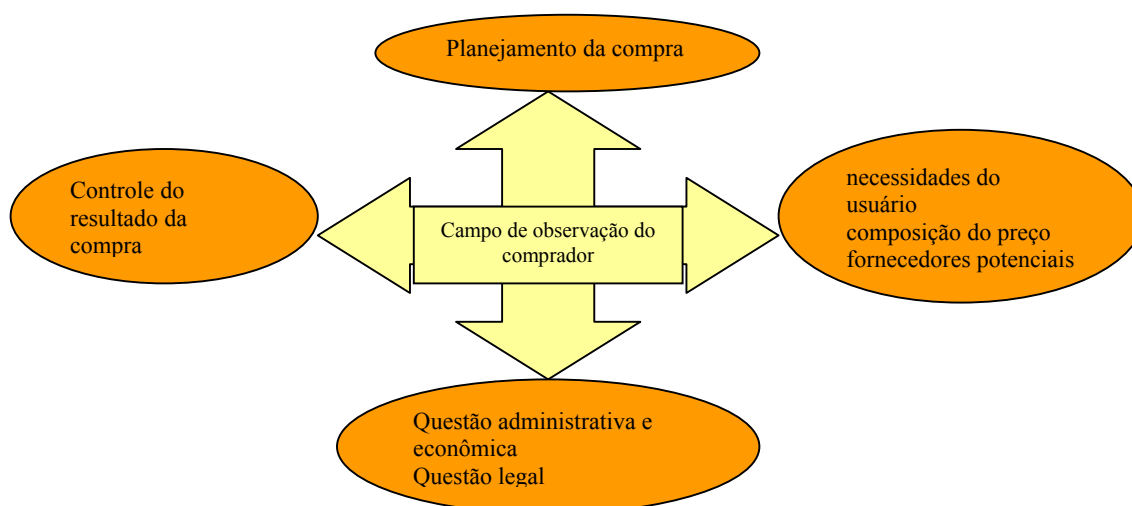 Planejamento da compra
Controle do
resultado da
compra
Campo de observação do
comprador
necessidades do
usuário
composição do preço
fornecedores potenciais
Questão administrativa e
econômica
Questão legal